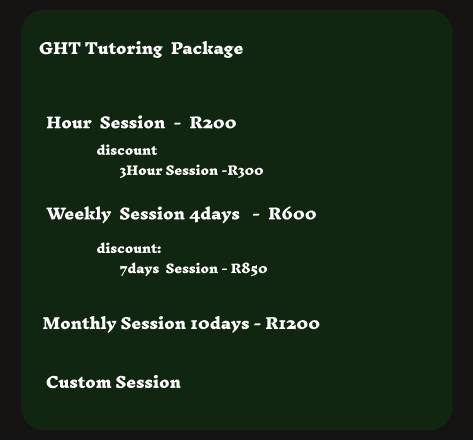 GHT Tutoring Package
Hour Session - R200
discount
3Hour Session -R300
Weekly Session 4days - R600
discount:
7days Session - R850
Monthly Session 10days - R1200
Custom Session